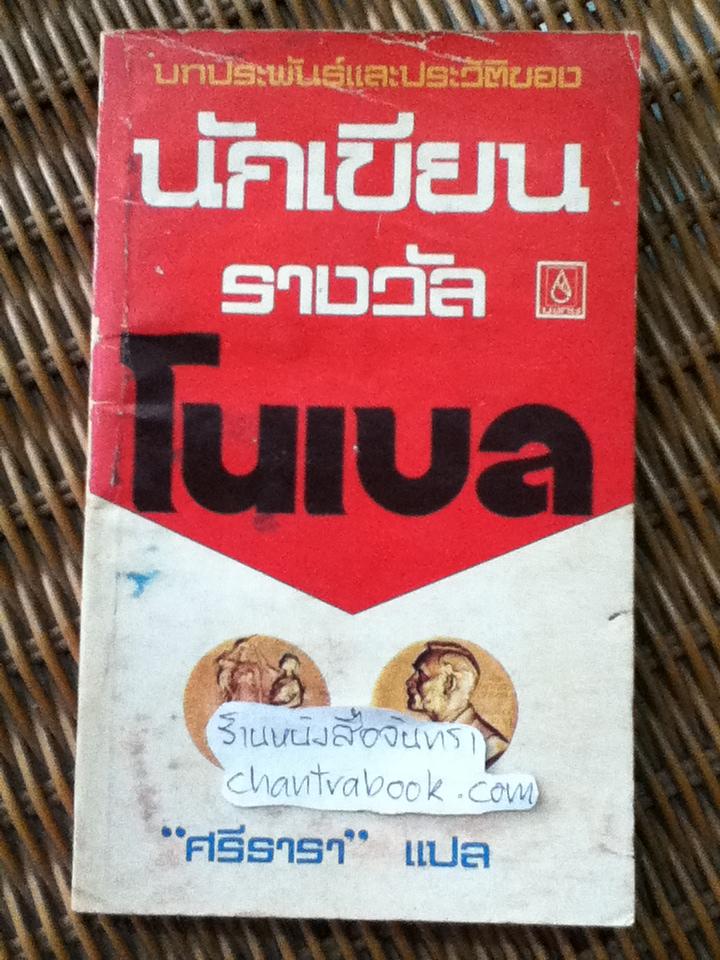 บทประพันธ์และประวัติของ
นักเขียน
รางวัล
โนเบล
ร้านหนังสือจันทรา
chantrabook.com
“ศรีธารา” แปล